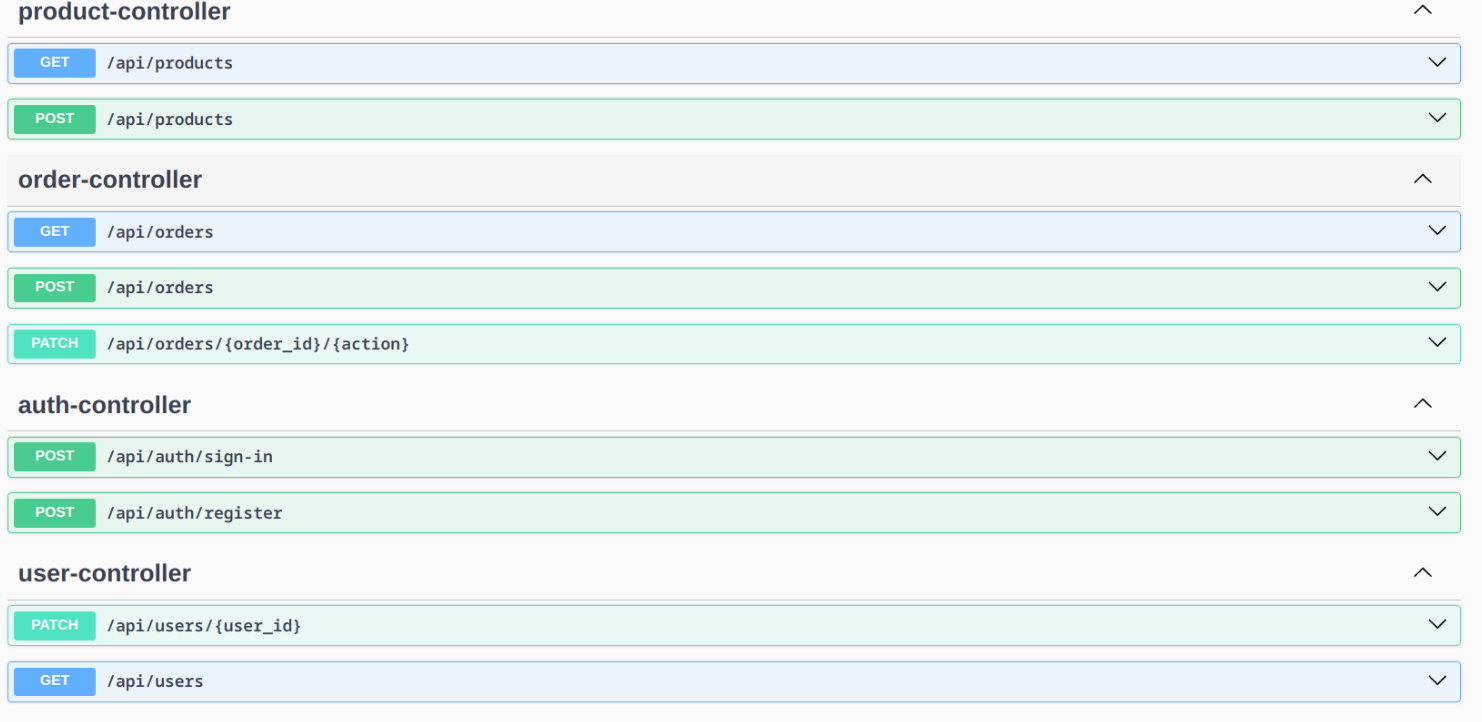 product-controller
GET /api/products
POST /api/products
order-controller
GET /api/orders
POST /api/orders
PATCH /api/orders/{order_id}/{action}
auth-controller
POST /api/auth/sign-in
POST /api/auth/register
user-controller
PATCH /api/users/{user_id}
GET /api/users